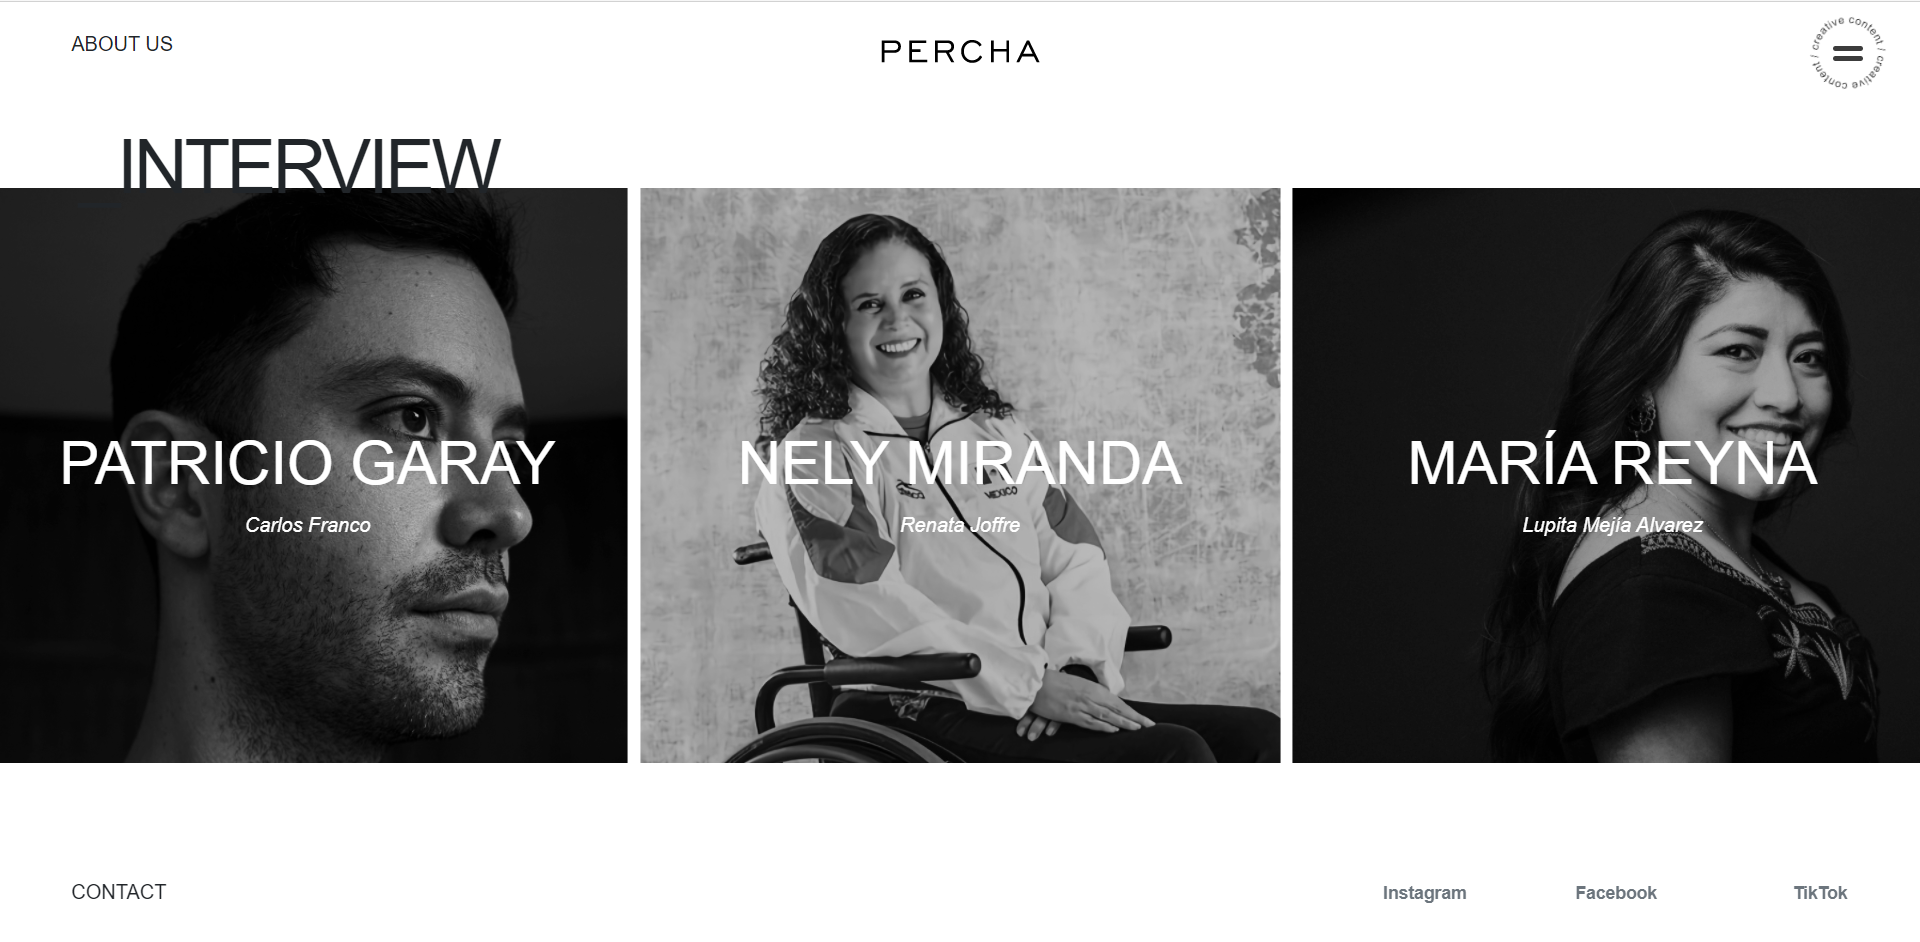 ABOUT US
PERCHA
creative content / creative content /
INTERVIEW
PATRICIO GARAY
Carlos Franco
NELY MIRANDA
Renata Joffre
MEXICO
MARÍA REYNA
Lupita Mejía Alvarez
CONTACT
Instagram
Facebook
TikTok